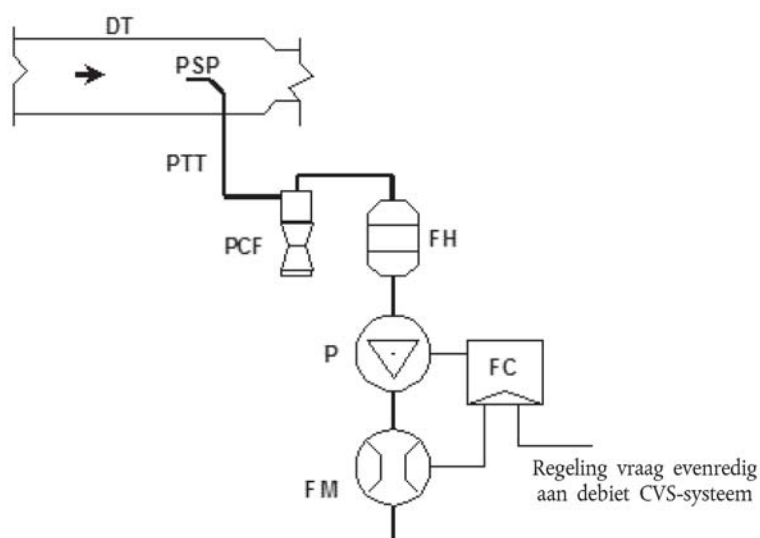 DT
PSP
PTT
PCF
FH
P
FC
FM
Regeling vraag evenredig
aan debiet CVS-systeem